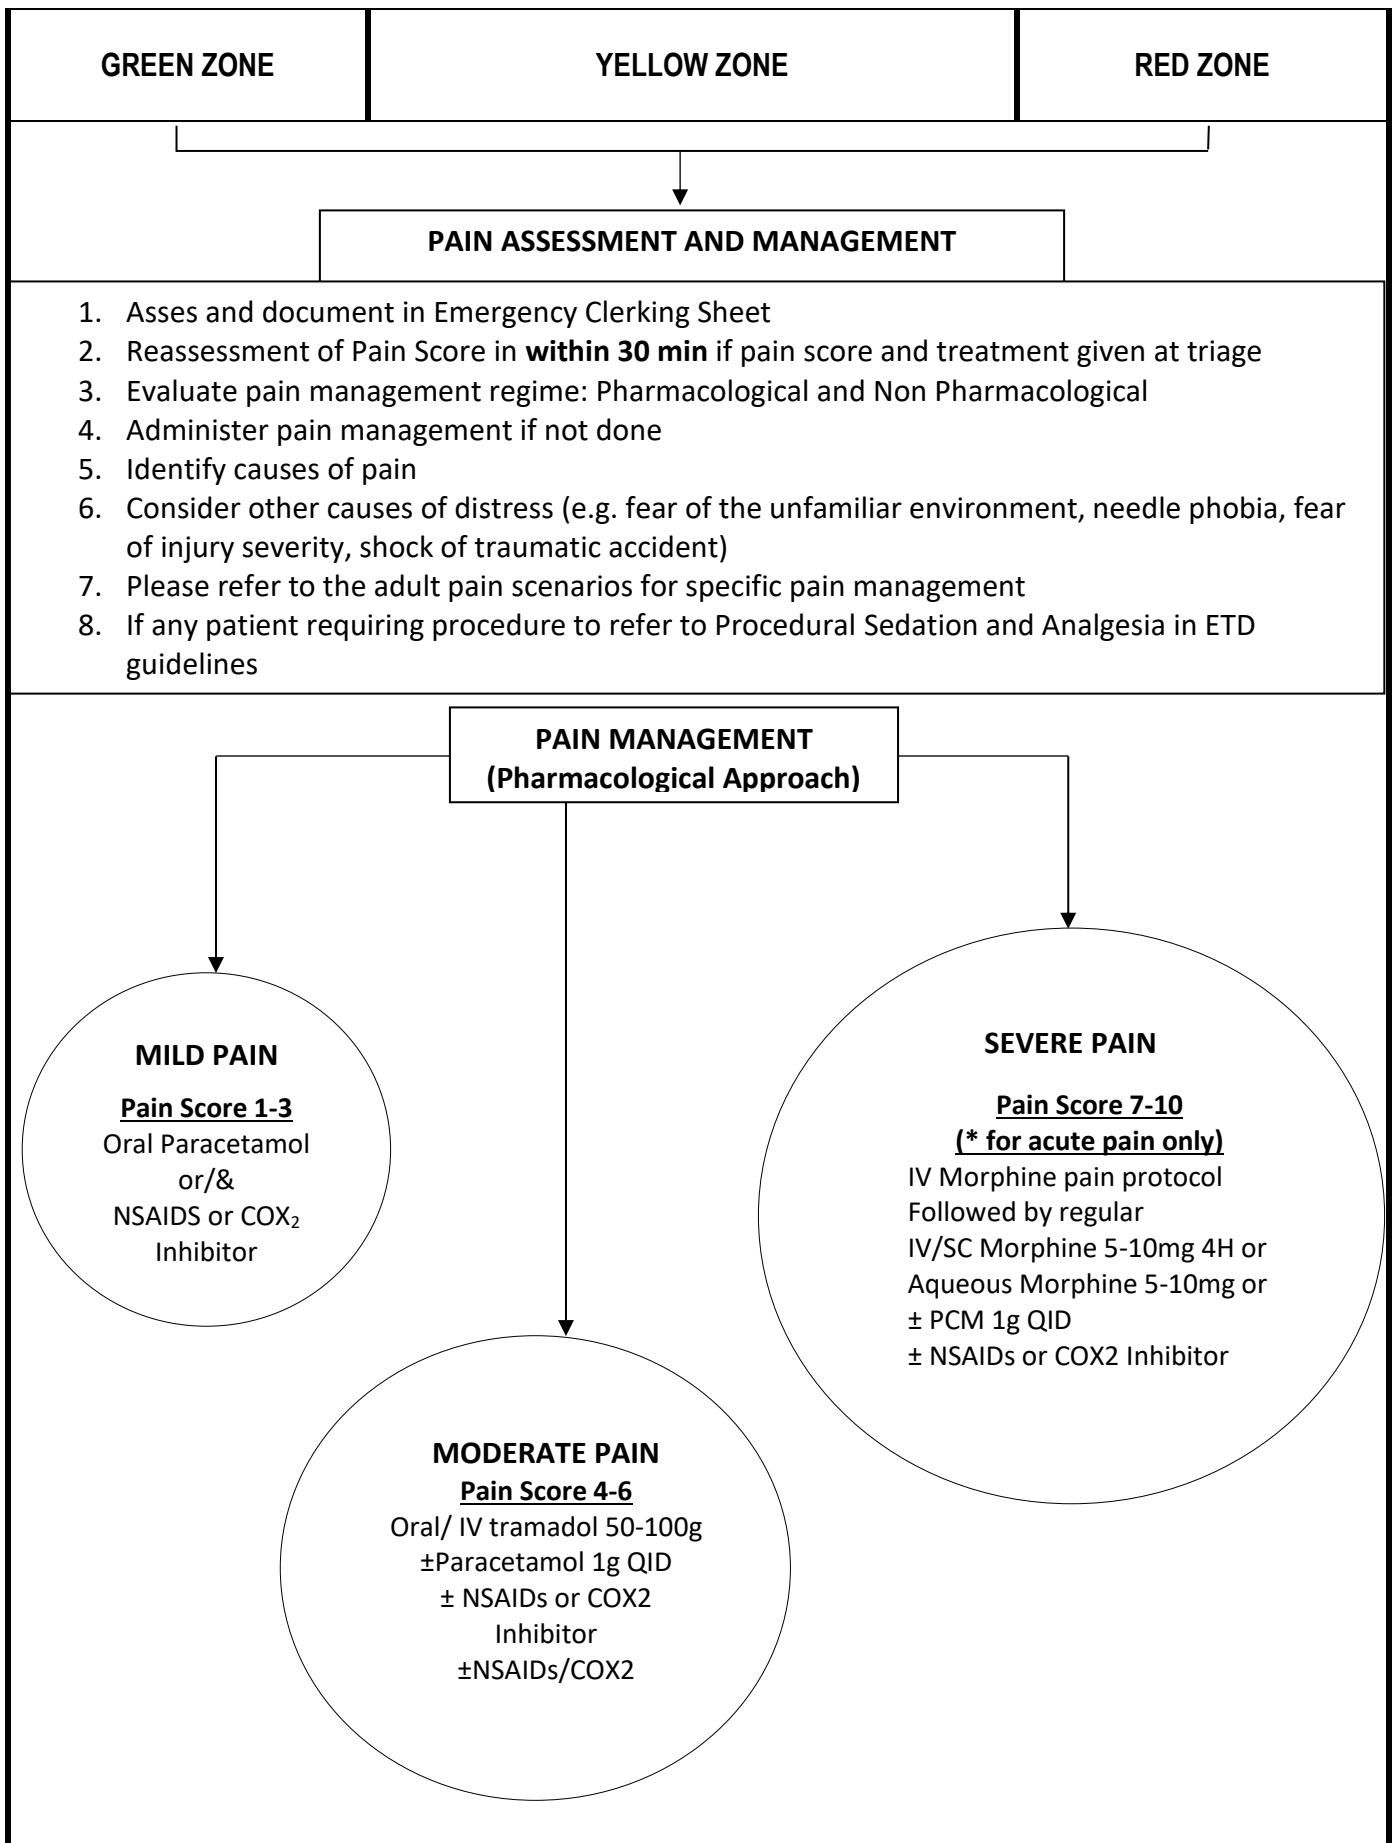 GREEN ZONE
YELLOW ZONE
RED ZONE
PAIN ASSESSMENT AND MANAGEMENT
1. Asses and document in Emergency Clerking Sheet
2. Reassessment of Pain Score in within 30 min if pain score and treatment given at triage
3. Evaluate pain management regime: Pharmacological and Non Pharmacological
4. Administer pain management if not done
5. Identify causes of pain
6. Consider other causes of distress (e.g. fear of the unfamiliar environment, needle phobia, fear
of injury severity, shock of traumatic accident)
7. Please refer to the adult pain scenarios for specific pain management
8. If any patient requiring procedure to refer to Procedural Sedation and Analgesia in ETD
guidelines
PAIN MANAGEMENT
(Pharmacological Approach)
MILD PAIN
Pain Score 1-3
Oral Paracetamol
or/&
NSAIDS or COX₂
Inhibitor
MODERATE PAIN
Pain Score 4-6
Oral/ IV tramadol 50-100g
±Paracetamol 1g QID
± NSAIDs or COX2
Inhibitor
±NSAIDs/COX2
SEVERE PAIN
Pain Score 7-10
(* for acute pain only)
IV Morphine pain protocol
Followed by regular
IV/SC Morphine 5-10mg 4H or
Aqueous Morphine 5-10mg or
± PCM 1g QID
± NSAIDs or COX2 Inhibitor